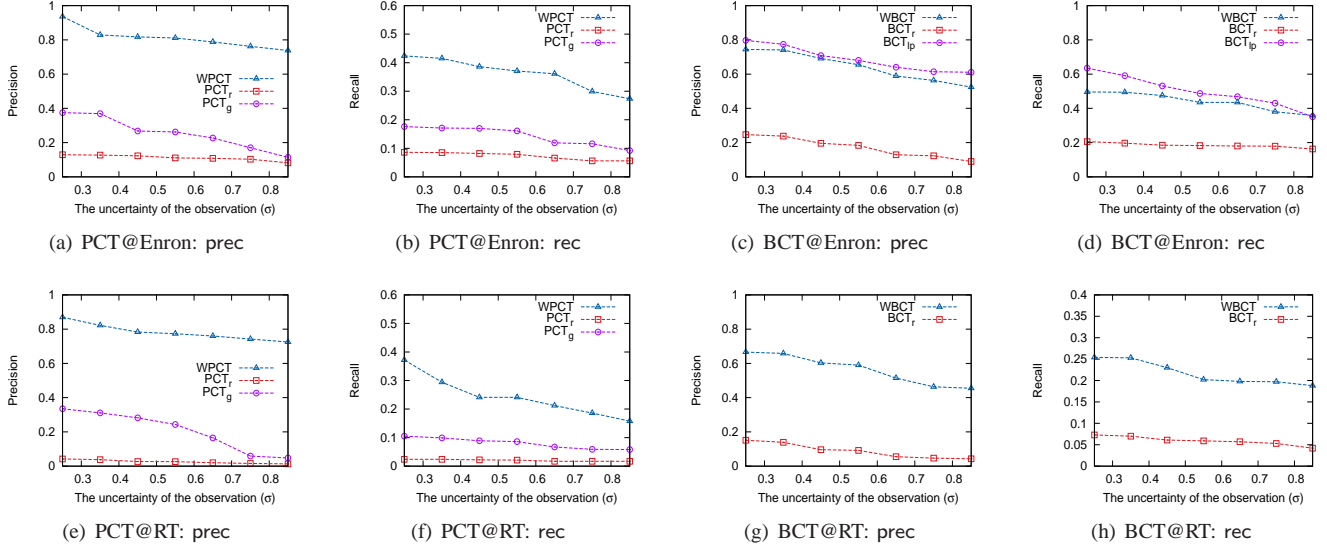 Precision
1
0.8
0.6
0.4
0.2
0
WPCT
PCTr
PCTg
0.3 0.4 0.5 0.6 0.7 0.8
The uncertainty of the observation (σ)
(a) PCT@Enron: prec
Recall
0.6
0.5
0.4
0.3
0.2
0.1
0
WPCT
PCTr
PCTg
0.3 0.4 0.5 0.6 0.7 0.8
The uncertainty of the observation (σ)
(b) PCT@Enron: rec
Precision
1
0.8
0.6
0.4
0.2
0
WBCT
BCTr
BCTlp
0.3 0.4 0.5 0.6 0.7 0.8
The uncertainty of the observation (σ)
(c) BCT@Enron: prec
Recall
1
0.8
0.6
0.4
0.2
0
WBCT
BCTr
BCTlp
0.3 0.4 0.5 0.6 0.7 0.8
The uncertainty of the observation (σ)
(d) BCT@Enron: rec
Precision
1
0.8
0.6
0.4
0.2
0
WPCT
PCTr
PCTg
0.3 0.4 0.5 0.6 0.7 0.8
The uncertainty of the observation (σ)
(e) PCT@RT: prec
Recall
0.6
0.5
0.4
0.3
0.2
0.1
0
WPCT
PCTr
PCTg
0.3 0.4 0.5 0.6 0.7 0.8
The uncertainty of the observation (σ)
(f) PCT@RT: rec
Precision
1
0.8
0.6
0.4
0.2
0
WBCT
BCTr
0.3 0.4 0.5 0.6 0.7 0.8
The uncertainty of the observation (σ)
(g) BCT@RT: prec
Recall
0.4
0.35
0.3
0.25
0.2
0.15
0.1
0.05
0
WBCT
BCTr
0.3 0.4 0.5 0.6 0.7 0.8
The uncertainty of the observation (σ)
(h) BCT@RT: rec